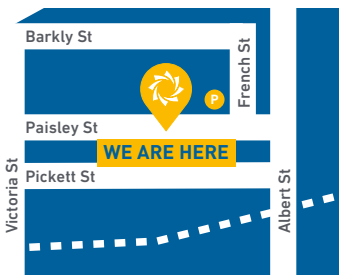 Barkly St
French St
P
Paisley St
WE ARE HERE
Pickett St
Victoria St
Albert St